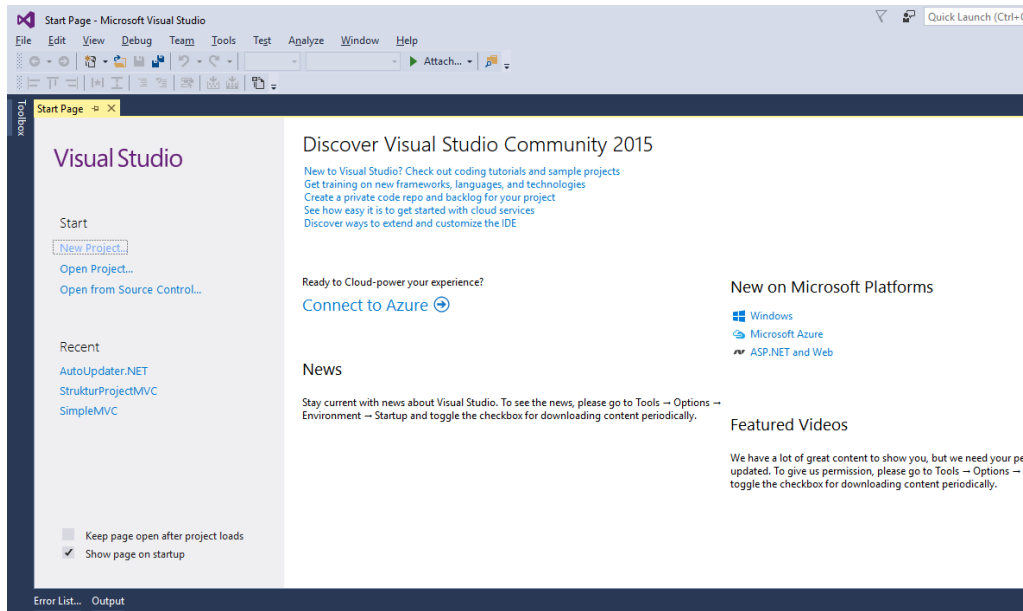 Start Page - Microsoft Visual Studio
Quick Launch (Ctrl+
File Edit View Debug Team Tools Test Analyze Window Help
Attach...
Toolbox
Start Page
Visual Studio
Start
New Project...
Open Project...
Open from Source Control...
Recent
AutoUpdater.NET
StrukturProjectMVC
SimpleMVC
Keep page open after project loads
Show page on startup
Discover Visual Studio Community 2015
New to Visual Studio? Check out coding tutorials and sample projects
Get training on new frameworks, languages, and technologies
Create a private code repo and backlog for your project
See how easy it is to get started with cloud services
Discover ways to extend and customize the IDE
Ready to Cloud-power your experience?
Connect to Azure
News
Stay current with news about Visual Studio. To see the news, please go to Tools → Options →
Environment → Startup and toggle the checkbox for downloading content periodically.
New on Microsoft Platforms
Windows
Microsoft Azure
ASP.NET and Web
Featured Videos
We have a lot of great content to show you, but we need your pe
updated. To give us permission, please go to Tools → Options →
toggle the checkbox for downloading content periodically.
Error List... Output